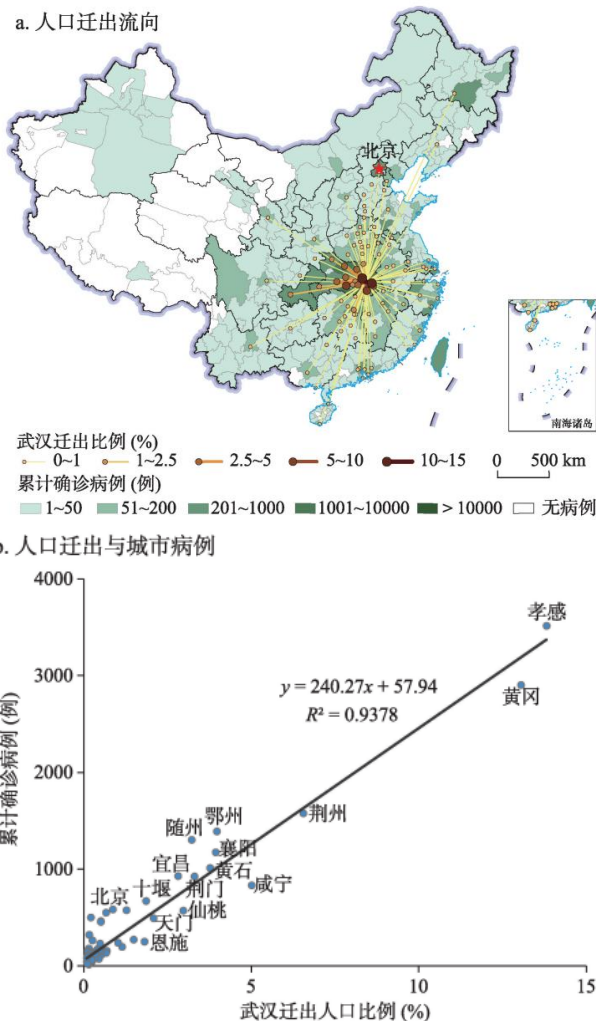 a. 人口迁出流向
北京
南海诸岛
武汉迁出比例 (%)
0~1 1~2.5 2.5~5 5~10 10~15 0 500 km
累计确诊病例 (例)
1~50 51~200 201~1000 1001~10000 > 10000 无病例
b. 人口迁出与城市病例
4000
孝感
y = 240.27x + 57.94
R² = 0.9378
3000
黄冈
累计确诊病例 (例)
2000
荆州
鄂州
随州
襄阳
宜昌 黄石
1000
北京 十堰 荆门 咸宁
仙桃
天门
恩施
0
0 5 10 15
武汉迁出人口比例 (%)